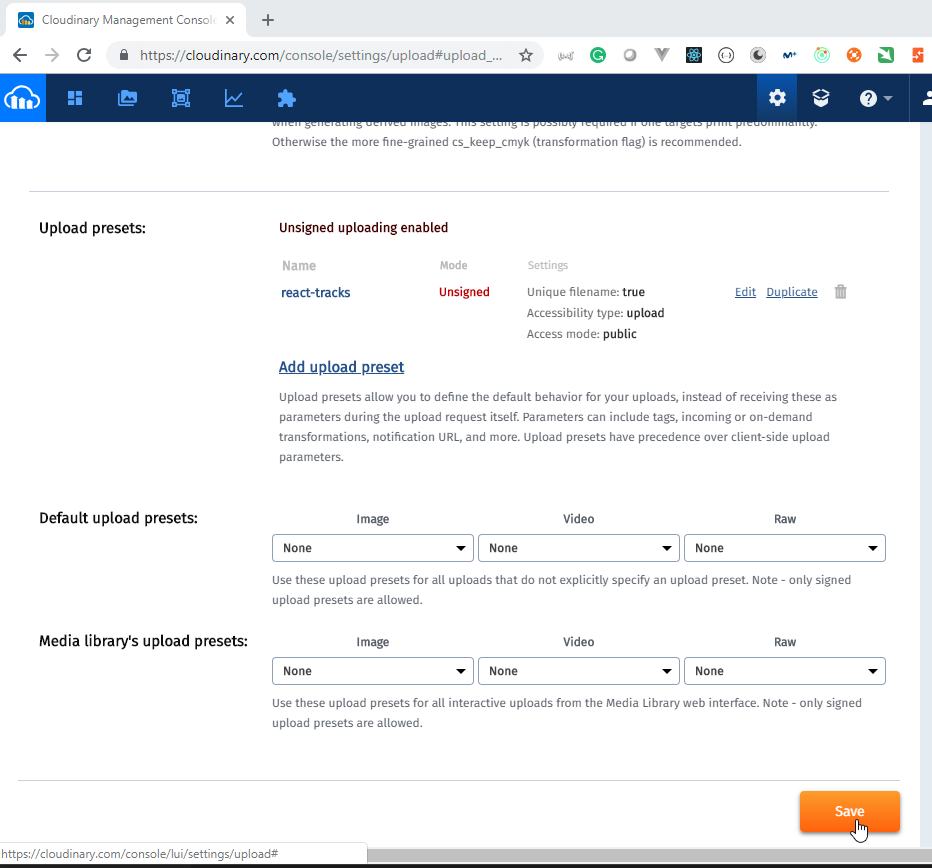 Cloudinary Management Console
https://cloudinary.com/console/settings/upload#upload_...
when generating derived images. This setting is possibly required if one targets print predominantly.
Otherwise the more fine-grained cs_keep_cmyk (transformation flag) is recommended.
Upload presets:
Unsigned uploading enabled
Name Mode Settings
react-tracks Unsigned Unique filename: true Edit Duplicate
Accessibility type: upload
Access mode: public
Add upload preset
Upload presets allow you to define the default behavior for your uploads, instead of receiving these as
parameters during the upload request itself. Parameters can include tags, incoming or on-demand
transformations, notification URL, and more. Upload presets have precedence over client-side upload
parameters.
Default upload presets: Image Video Raw
None None None
Use these upload presets for all uploads that do not explicitly specify an upload preset. Note - only signed
upload presets are allowed.
Media library's upload presets: Image Video Raw
None None None
Use these upload presets for all interactive uploads from the Media Library web interface. Note - only signed
upload presets are allowed.
Save
https://cloudinary.com/console/lui/settings/upload#